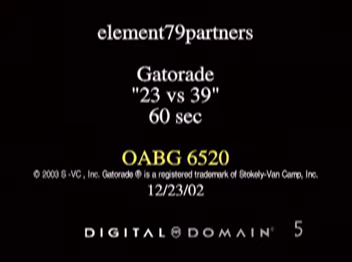 element79partners
Gatorade
"23 vs 39"
60 sec
OABG 6520
© 2003 S -VC , Inc. Gatorade ® is a registered trademark of Stokely-Van Camp, Inc.
12/23/02
DIGITAL DOMAIN 5